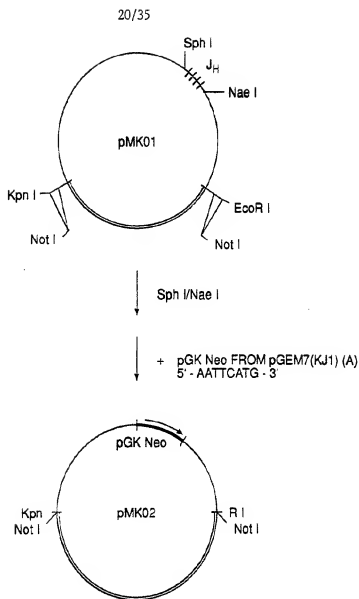 20/35
Sph I
JH
Nae I
pMK01
Kpn I
EcoR I
Not I
Not I
Sph I/Nae I
+ pGK Neo FROM pGEM7(KJ1) (A)
5' - AATTCATG - 3'
pGK Neo
Kpn
Not I
pMK02
R I
Not I